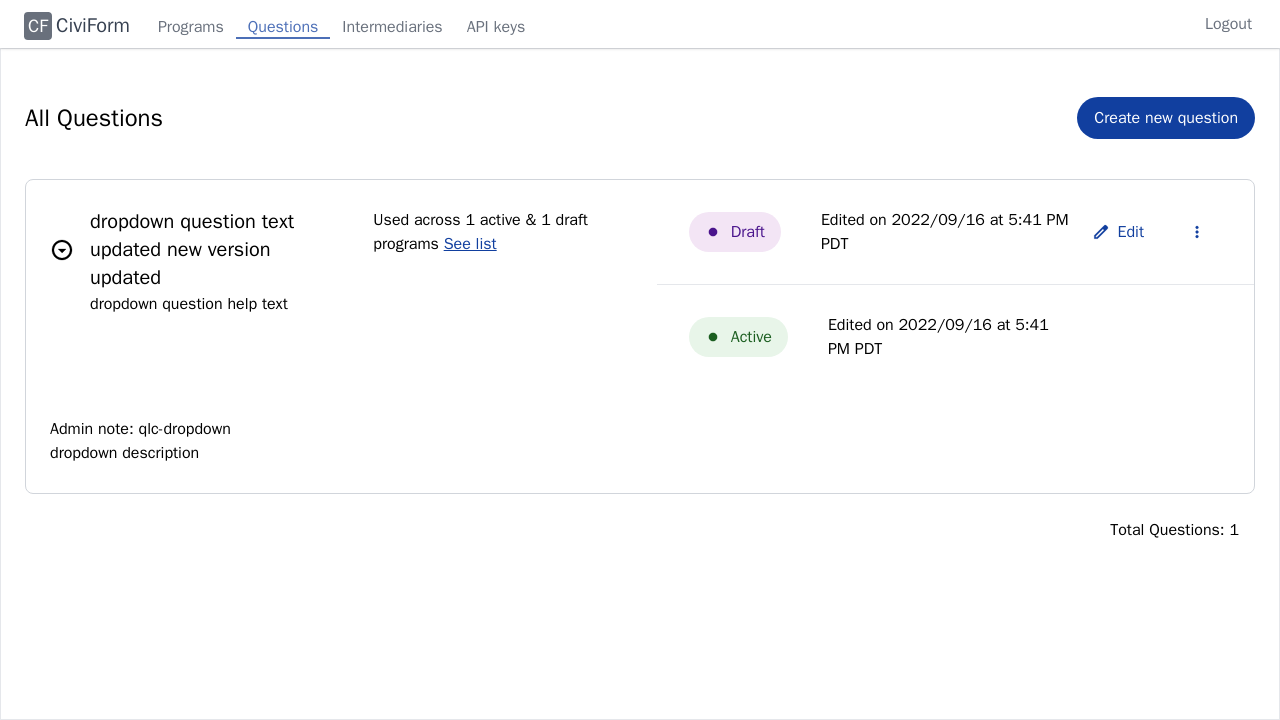 CF CiviForm Programs Questions Intermediaries API keys Logout
All Questions
Create new question
dropdown question text
updated new version
updated
dropdown question help text
Used across 1 active & 1 draft
programs See list
Draft
Edited on 2022/09/16 at 5:41 PM
PDT
Edit
Active
Edited on 2022/09/16 at 5:41
PM PDT
Admin note: qlc-dropdown
dropdown description
Total Questions: 1